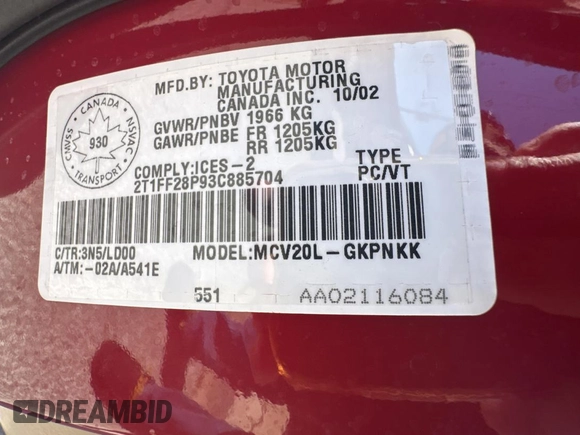 MFD.BY: TOYOTA MOTOR
MANUFACTURING
CANADA INC. 10/02
GVWR/PNBV 1966 KG
GAWR/PNBE FR 1205KG
RR 1205KG
COMPLY:ICES-2
TYPE
2T1FF28P93C885704
PC/VT
CANADA
CMVSS
NSVAC
930
TRANSPORT
C/TR:3N5/LD00
MODEL:MCV20L-GKPNKK
A/TM:-02A/A541E
551
AA02116084
DREAMBID